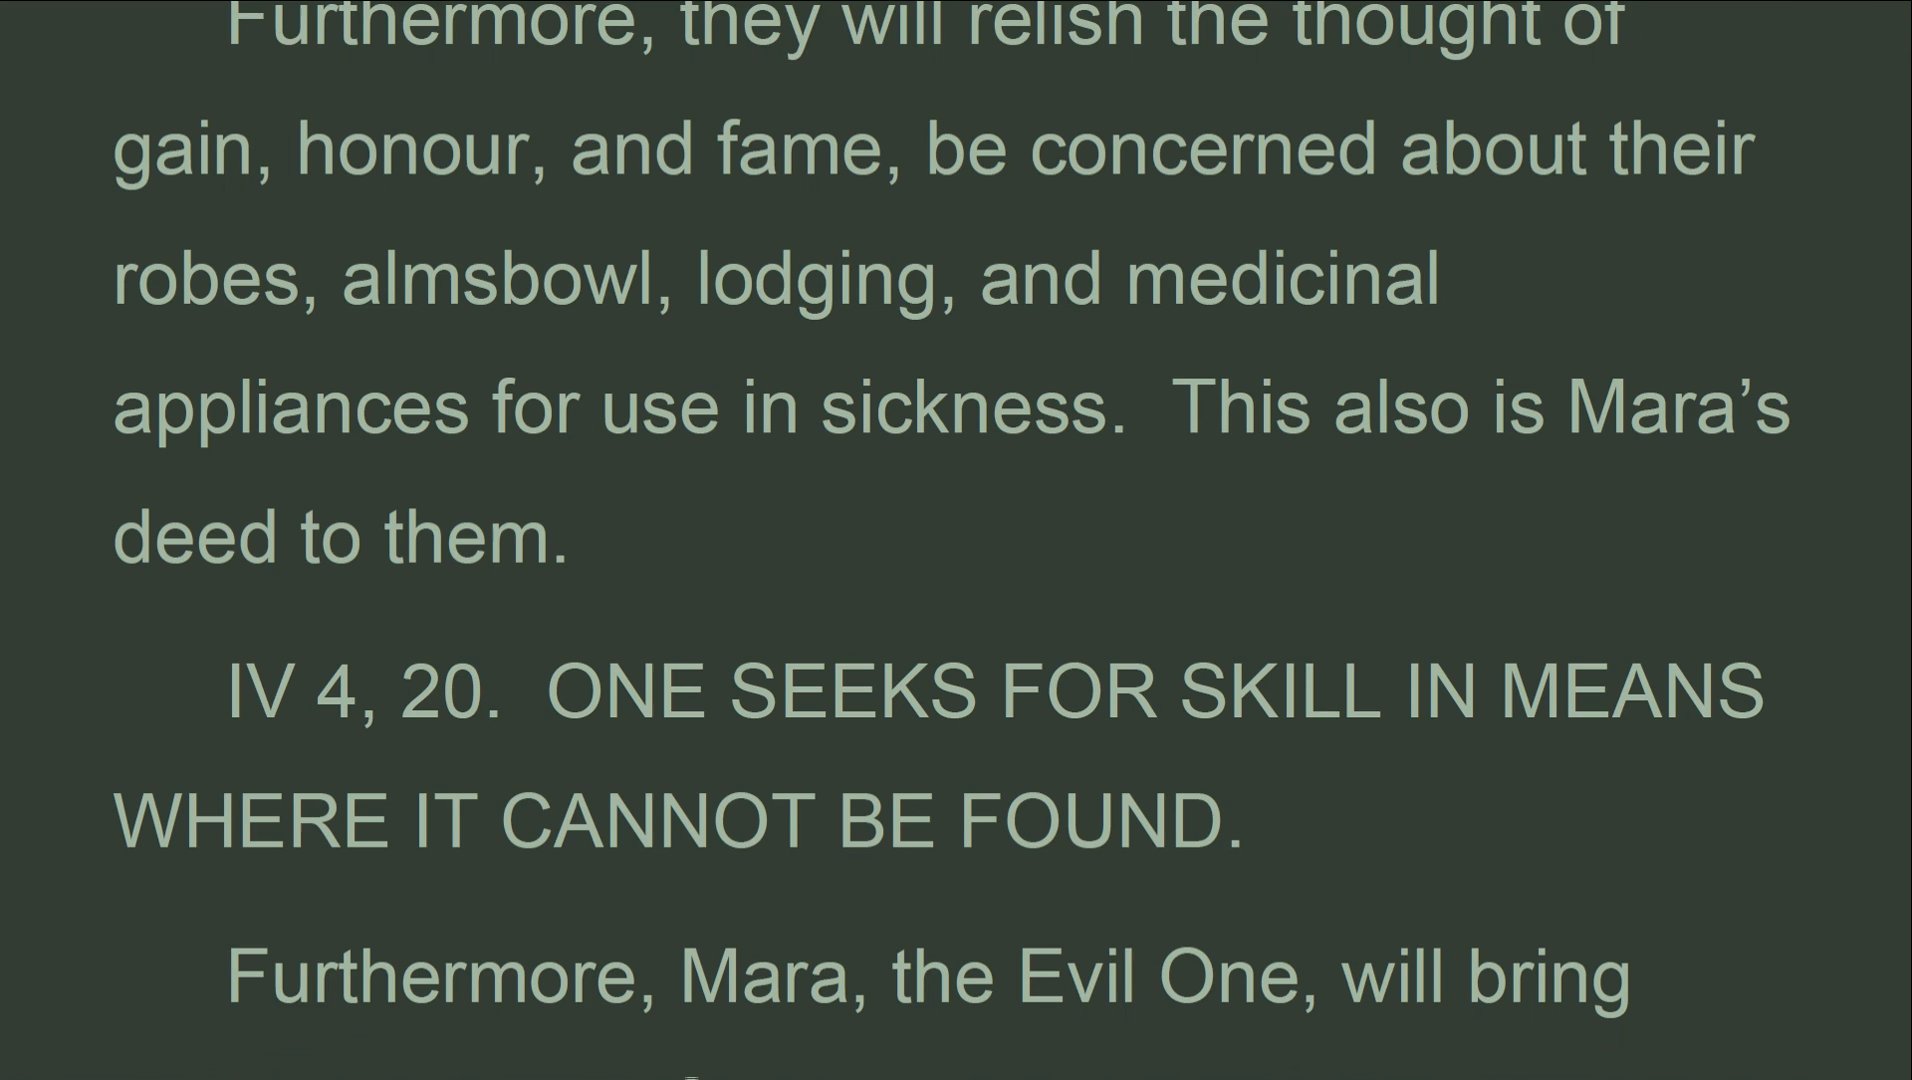 Furthermore, they will relish the thought of
gain, honour, and fame, be concerned about their
robes, almsbowl, lodging, and medicinal
appliances for use in sickness.  This also is Mara’s
deed to them.
IV 4, 20.  ONE SEEKS FOR SKILL IN MEANS
WHERE IT CANNOT BE FOUND.
Furthermore, Mara, the Evil One, will bring